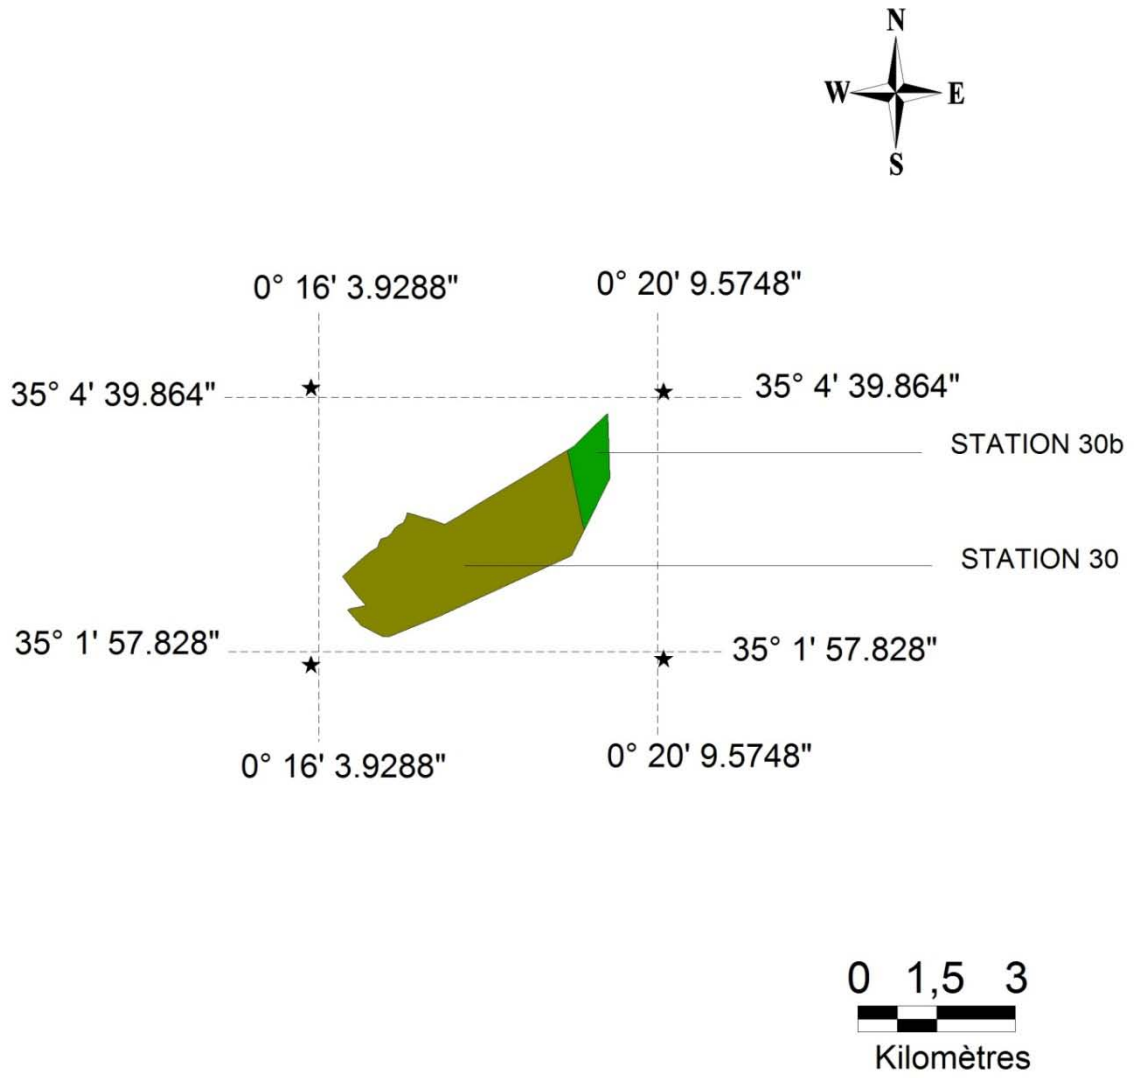 N
W E
S
0° 16' 3.9288" 0° 20' 9.5748"
35° 4' 39.864" 35° 4' 39.864"
STATION 30b
STATION 30
35° 1' 57.828" 35° 1' 57.828"
0° 16' 3.9288" 0° 20' 9.5748"
0 1,5 3
Kilomètres